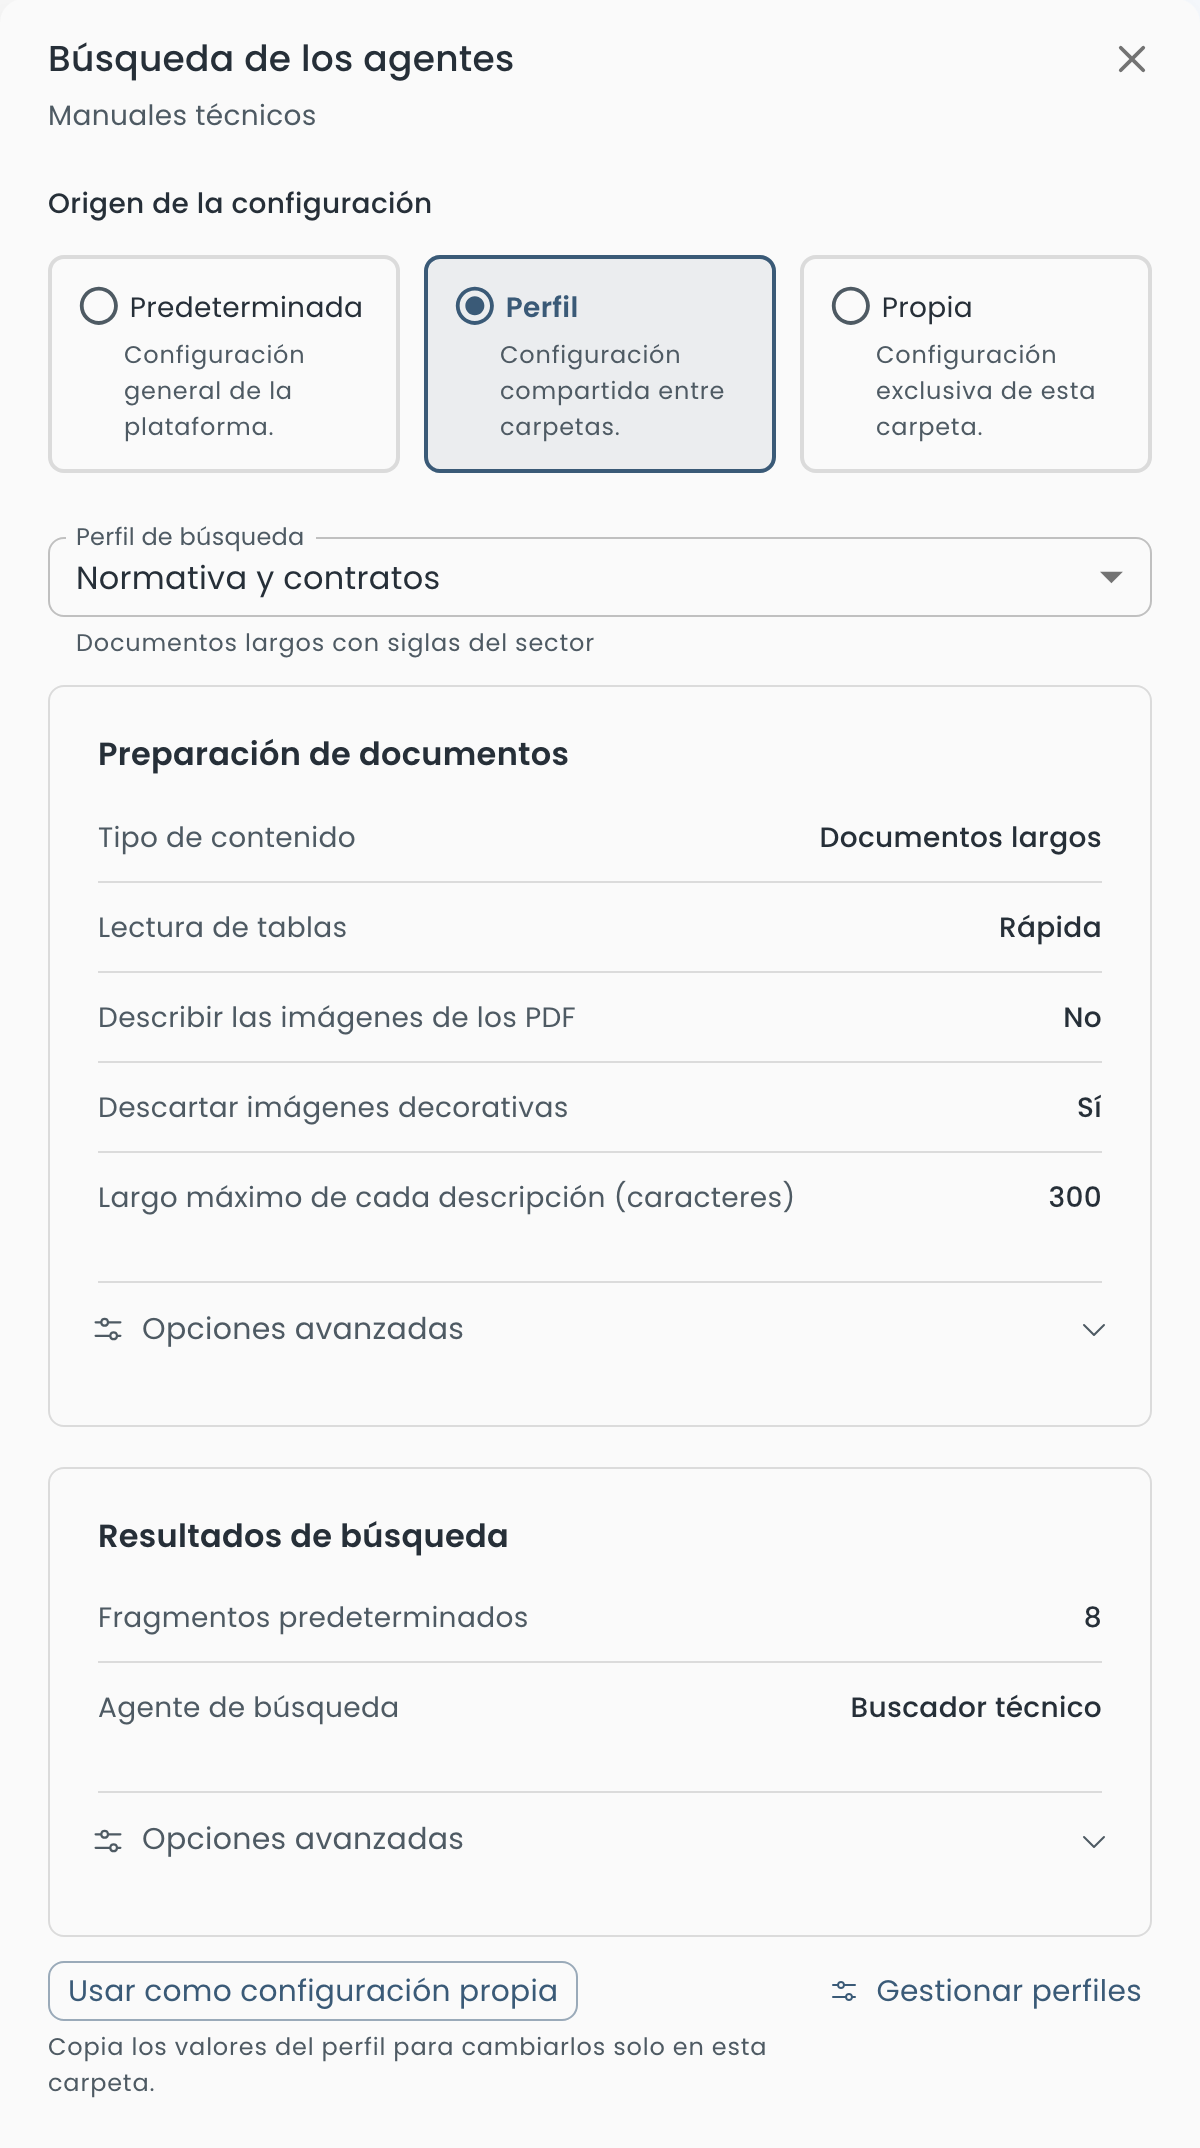 Búsqueda de los agentes
Manuales técnicos
Origen de la configuración
Predeterminada
Configuración
general de la
plataforma.
Perfil
Configuración
compartida entre
carpetas.
Propia
Configuración
exclusiva de esta
carpeta.
Perfil de búsqueda
Normativa y contratos
Documentos largos con siglas del sector
Preparación de documentos
Tipo de contenido Documentos largos
Lectura de tablas Rápida
Describir las imágenes de los PDF No
Descartar imágenes decorativas Sí
Largo máximo de cada descripción (caracteres) 300
Opciones avanzadas
Resultados de búsqueda
Fragmentos predeterminados 8
Agente de búsqueda Buscador técnico
Opciones avanzadas
Usar como configuración propia Gestionar perfiles
Copia los valores del perfil para cambiarlos solo en esta
carpeta.